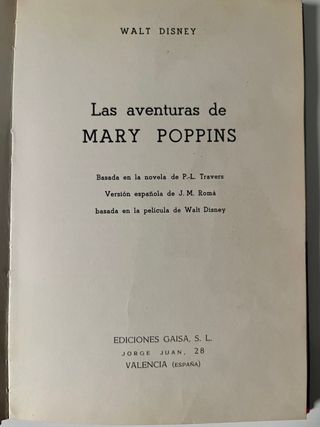 WALT DISNEY
Las aventuras de
MARY POPPINS
Basada en la novela de P.-L. Travers
Versión española de J. M. Romá
basada en la película de Walt Disney
EDICIONES GAISA, S. L.
JORGE JUAN, 28
VALENCIA (ESPAÑA)